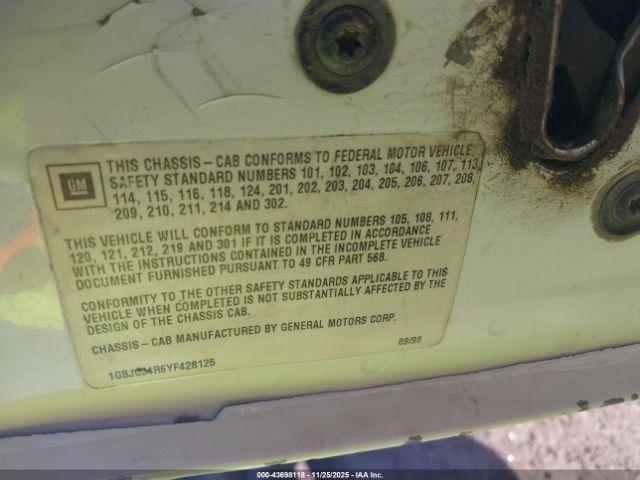 GM
THIS CHASSIS-CAB CONFORMS TO FEDERAL MOTOR VEHICLE
SAFETY STANDARD NUMBERS 101, 102, 103, 104, 106, 107, 113,
114, 115, 116, 118, 124, 201, 202, 203, 204, 205, 206, 207, 208,
209, 210, 211, 214 AND 302.
THIS VEHICLE WILL CONFORM TO STANDARD NUMBERS 105, 108, 111,
120, 121, 212, 219 AND 301 IF IT IS COMPLETED IN ACCORDANCE
WITH THE INSTRUCTIONS CONTAINED IN THE INCOMPLETE VEHICLE
DOCUMENT FURNISHED PURSUANT TO 49 CFR PART 568.
CONFORMITY TO THE OTHER SAFETY STANDARDS APPLICABLE TO THIS
VEHICLE WHEN COMPLETED IS NOT SUBSTANTIALLY AFFECTED BY THE
DESIGN OF THE CHASSIS CAB.
CHASSIS-CAB MANUFACTURED BY GENERAL MOTORS CORP.
09/99
1GBJC34R6YF428125
000-43698118 - 11/25/2025 - IAA Inc.